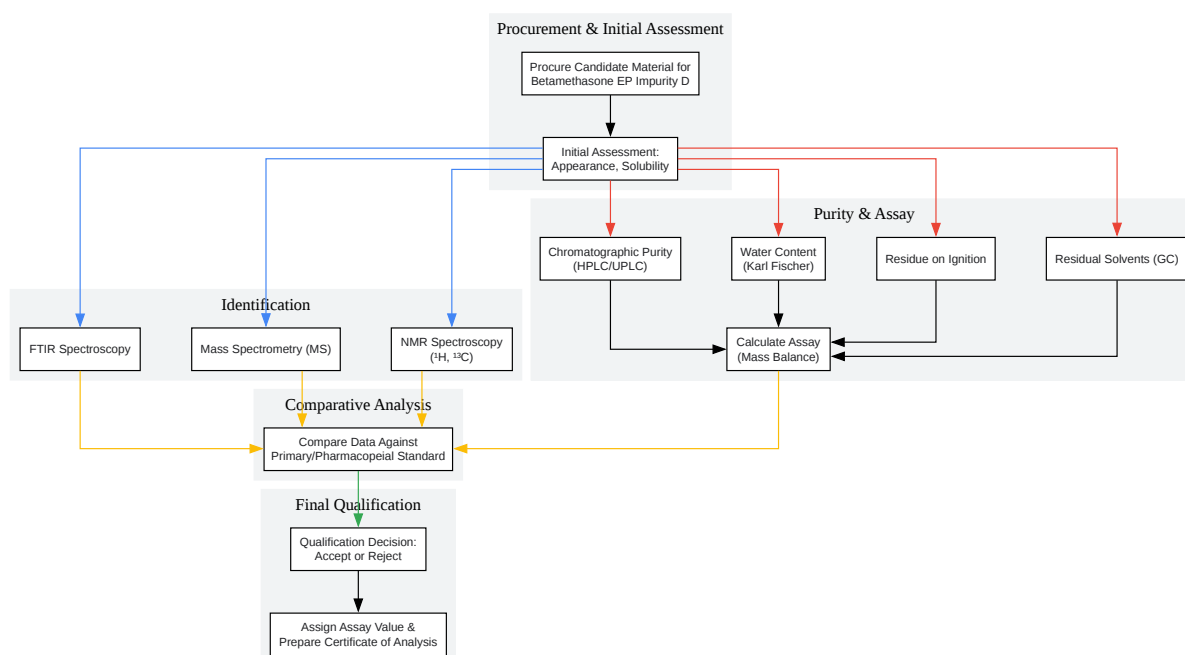 Procurement & Initial Assessment
Procure Candidate Material for
Betamethasone EP Impurity D
Initial Assessment:
Appearance, Solubility
Purity & Assay
Chromatographic Purity
(HPLC/UPLC)
Water Content
(Karl Fischer)
Residue on Ignition
Residual Solvents (GC)
Identification
FTIR Spectroscopy
Mass Spectrometry (MS)
NMR Spectroscopy
(¹H, ¹³C)
Calculate Assay
(Mass Balance)
Comparative Analysis
Compare Data Against
Primary/Pharmacopeial Standard
Final Qualification
Qualification Decision:
Accept or Reject
Assign Assay Value &
Prepare Certificate of Analysis